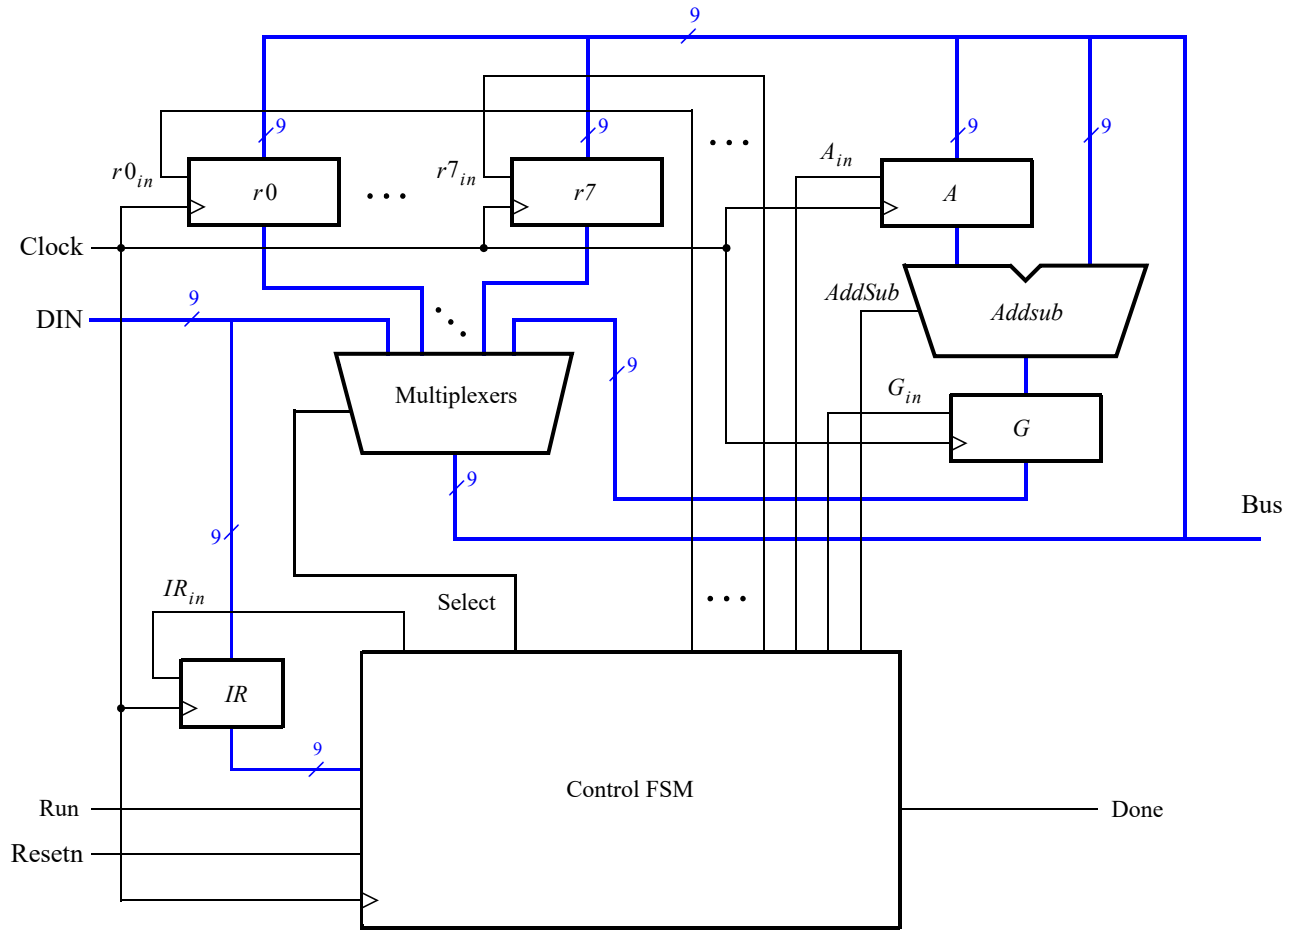 9
9
9
9
9
r0in
r7in
Ain
r0
r7
A
Clock
AddSub
Addsub
DIN
9
9
Multiplexers
Gin
G
9
Bus
9
IRin
Select
IR
9
Control FSM
Run
Done
Resetn